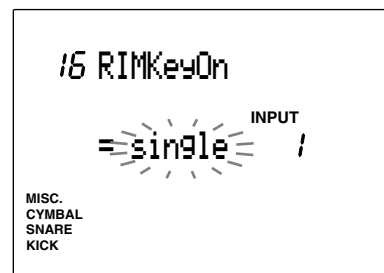 16 RIMKeyOn
INPUT
=single 1
MISC.
CYMBAL
SNARE
KICK